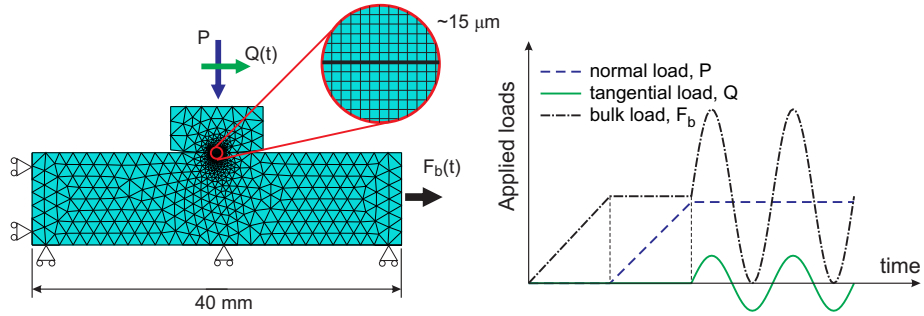 P
Q(t)
~15 μm
F_b(t)
40 mm
Applied loads
normal load, P
tangential load, Q
bulk load, F_b
time